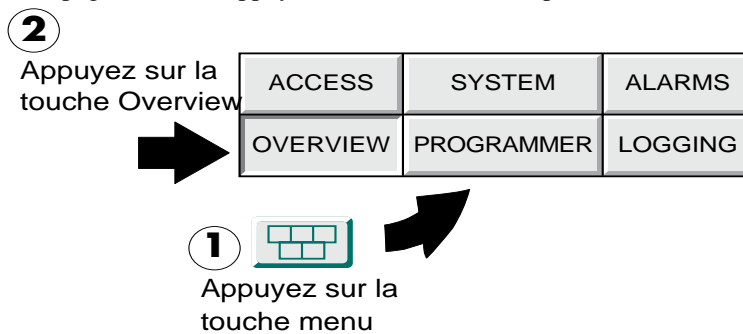 2
Appuyez sur la
touche Overview
ACCESS SYSTEM ALARMS
OVERVIEW PROGRAMMER LOGGING
1
Appuyez sur la
touche menu